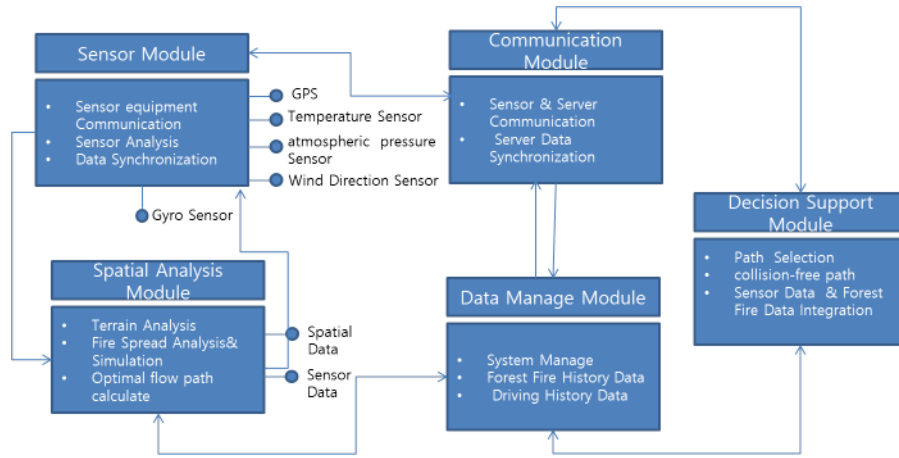 Sensor Module
• Sensor equipment
Communication
• Sensor Analysis
• Data Synchronization
GPS
Temperature Sensor
atmospheric pressure
Sensor
Wind Direction Sensor
Gyro Sensor
Communication
Module
• Sensor & Server
Communication
• Server Data
Synchronization
Decision Support
Module
• Path Selection
• collision-free path
• Sensor Data & Forest
Fire Data Integration
Spatial Analysis
Module
• Terrain Analysis
• Fire Spread Analysis&
Simulation
• Optimal flow path
calculate
Spatial
Data
Sensor
Data
Data Manage Module
• System Manage
• Forest Fire History Data
• Driving History Data